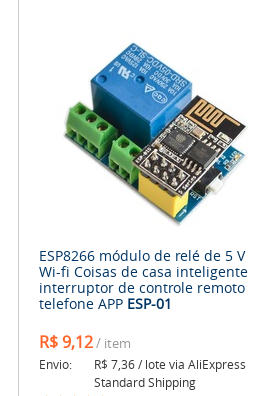 SRD-05VDC-SL-C
ESP8266 módulo de relé de 5 V
Wi-fi Coisas de casa inteligente
interruptor de controle remoto
telefone APP ESP-01
R$ 9,12 / item
Envio: R$ 7,36 / lote via AliExpress
Standard Shipping